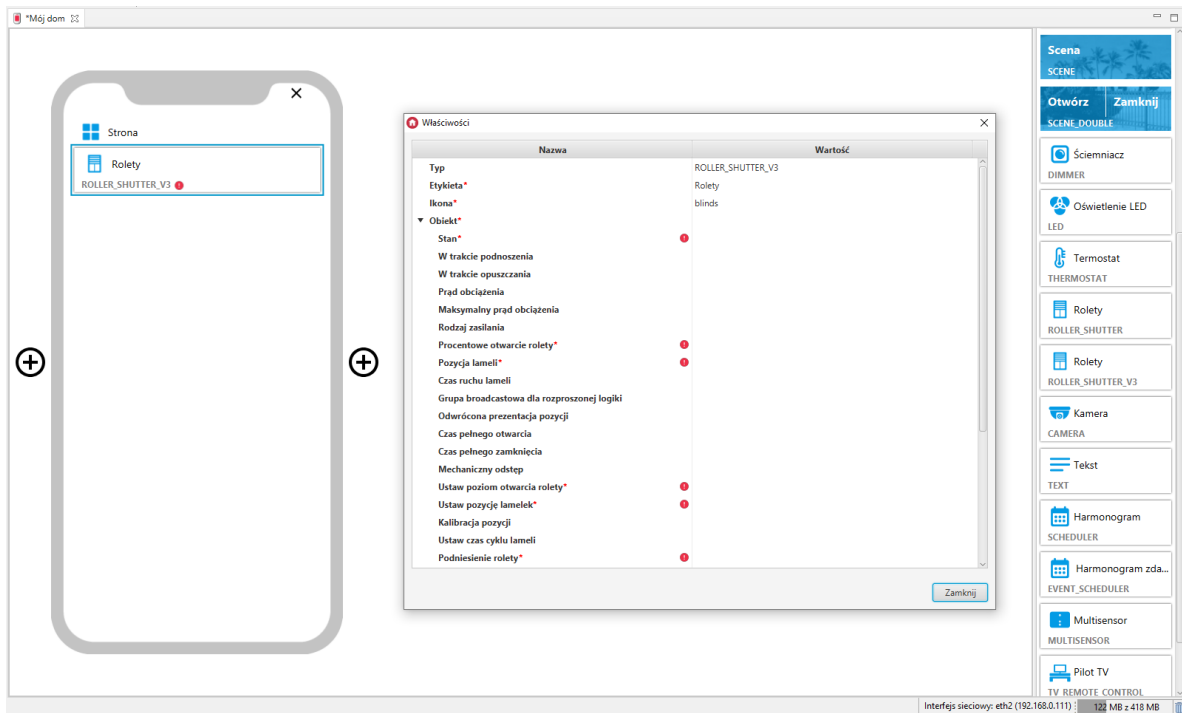 *Mój dom
Strona
Rolety
ROLLER_SHUTTER_V3
Właściwości
Nazwa Wartość
Typ ROLLER_SHUTTER_V3
Etykieta* Rolety
Ikona* blinds
Obiekt*
Stan*
W trakcie podnoszenia
W trakcie opuszczania
Prąd obciążenia
Maksymalny prąd obciążenia
Rodzaj zasilania
Procentowe otwarcie rolety*
Pozycja lameli*
Czas ruchu lameli
Grupa broadcastowa dla rozproszonej logiki
Odwrócona prezentacja pozycji
Czas pełnego otwarcia
Czas pełnego zamknięcia
Mechaniczny odstęp
Ustaw poziom otwarcia rolety*
Ustaw pozycję lamelek*
Kalibracja pozycji
Ustaw czas cyklu lameli
Podniesienie rolety*
Zamknij
Scena
SCENE
Otwórz Zamknij
SCENE_DOUBLE
Ściemniacz
DIMMER
Oświetlenie LED
LED
Termostat
THERMOSTAT
Rolety
ROLLER_SHUTTER
Rolety
ROLLER_SHUTTER_V3
Kamera
CAMERA
Tekst
TEXT
Harmonogram
SCHEDULER
Harmonogram zda...
EVENT_SCHEDULER
Multisensor
MULTISENSOR
Pilot TV
TV_REMOTE_CONTROL
Interfejs sieciowy: eth2 (192.168.0.111) 122 MB z 418 MB